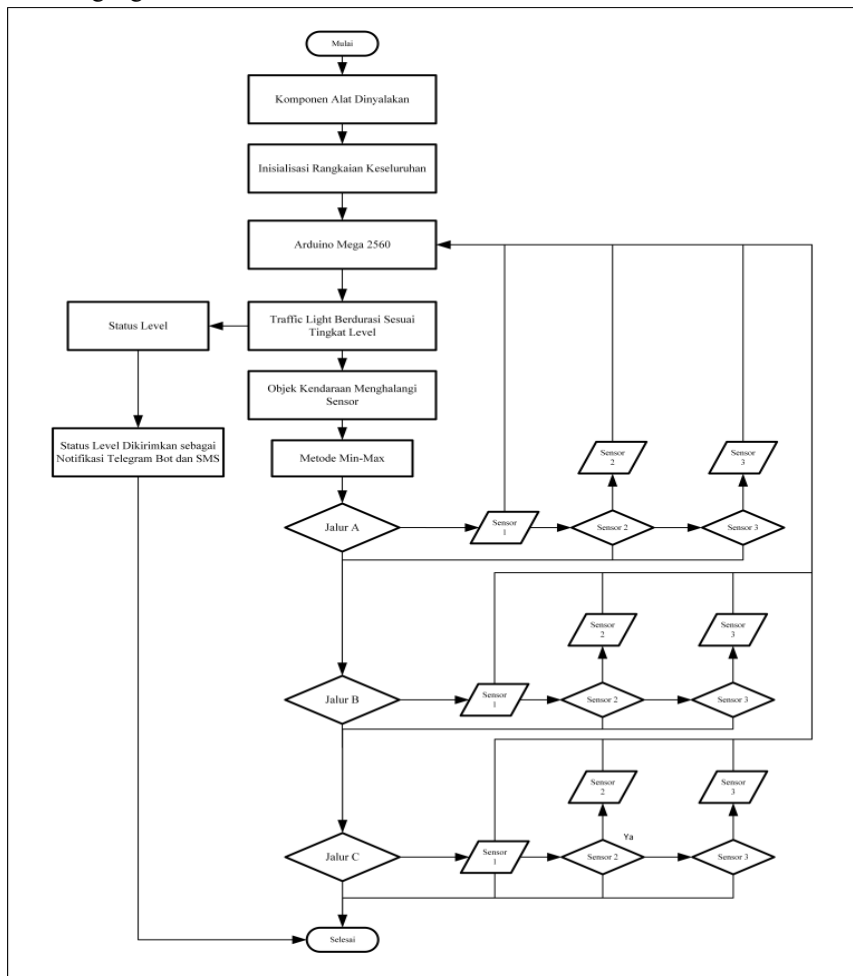 Mulai
Komponen Alat Dinyalakan
Inisialisasi Rangkaian Keseluruhan
Arduino Mega 2560
Traffic Light Berdurasi Sesuai
Tingkat Level
Status Level
Objek Kendaraan Menghalangi
Sensor
Status Level Dikirimkan sebagai
Notifikasi Telegram Bot dan SMS
Metode Min-Max
Sensor
2
Sensor
3
Jalur A
Sensor
1
Sensor 2
Sensor 3
Sensor
2
Sensor
3
Jalur B
Sensor
1
Sensor 2
Sensor 3
Sensor
2
Sensor
3
Ya
Jalur C
Sensor
1
Sensor 2
Sensor 3
Selesai